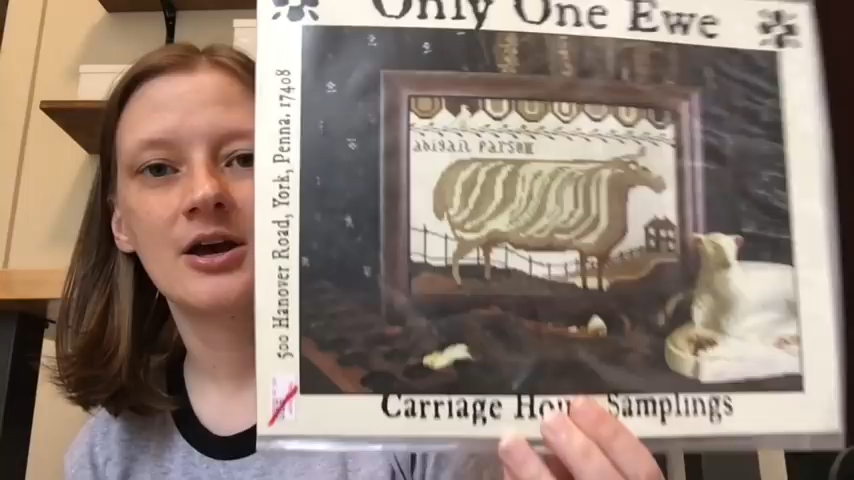 Only One Ewe
500 Hanover Road, York, Penna. 17408
abigail parson
Carriage House Samplings